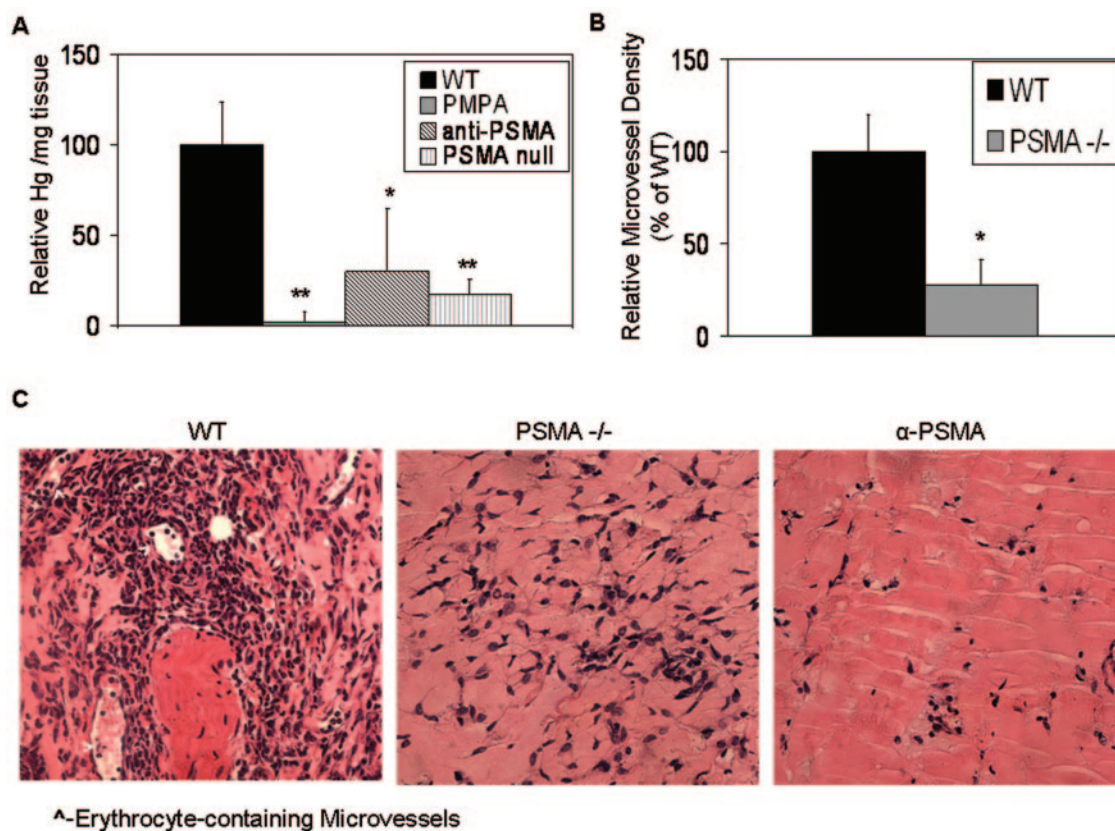 A
Relative Hg /mg tissue
150
100
50
0
WT
PMPA
anti-PSMA
PSMA null
**
*
**
B
Relative Microvessel Density
(% of WT)
150
100
50
0
WT
PSMA -/-
*
C
WT
PSMA -/-
α-PSMA
^-Erythrocyte-containing Microvessels